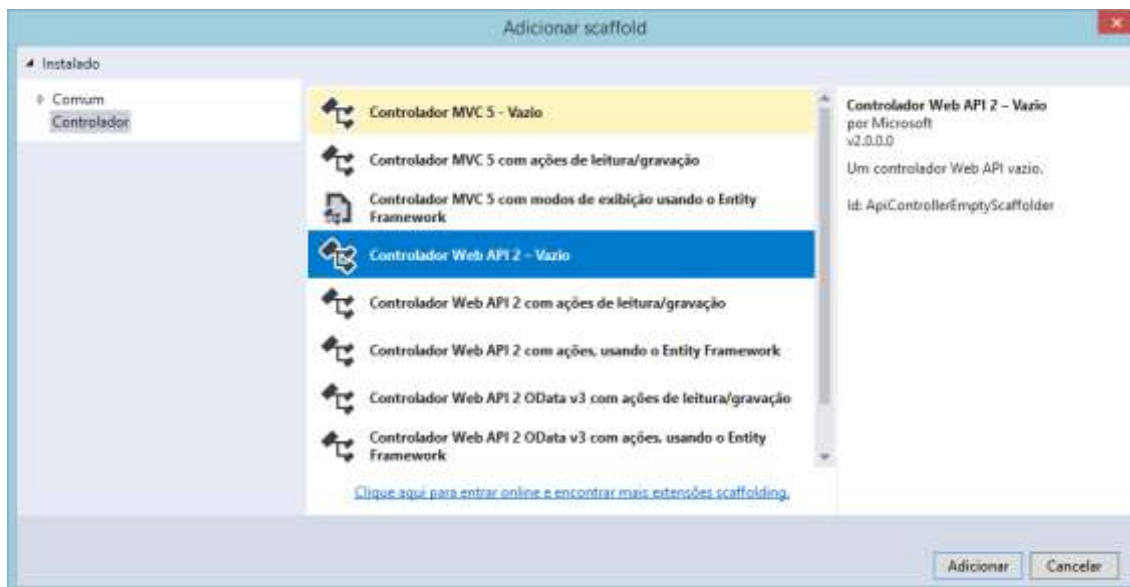 Adicionar scaffold
Instalado
Comum
Controlador
Controlador MVC 5 - Vazio
Controlador MVC 5 com ações de leitura/gravação
Controlador MVC 5 com modos de exibição usando o Entity
Framework
Controlador Web API 2 – Vazio
Controlador Web API 2 com ações de leitura/gravação
Controlador Web API 2 com ações, usando o Entity Framework
Controlador Web API 2 OData v3 com ações de leitura/gravação
Controlador Web API 2 OData v3 com ações, usando o Entity
Framework
Clique aqui para entrar online e encontrar mais extensões scaffolding.
Controlador Web API 2 – Vazio
por Microsoft
v2.0.0.0
Um controlador Web API vazio.
Id: ApiControllerEmptyScaffolder
Adicionar
Cancelar